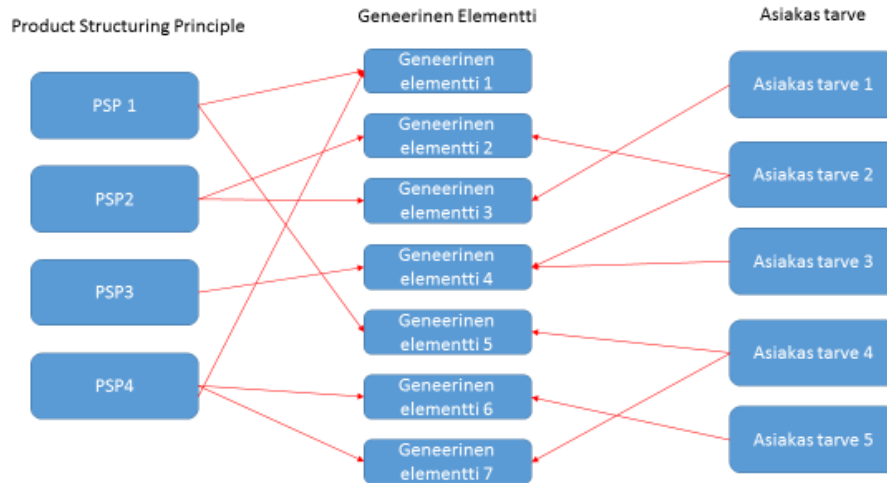 Product Structuring Principle
Geneerinen Elementti
Asiakas tarve
PSP 1
PSP2
PSP3
PSP4
Geneerinen
elementti 1
Geneerinen
elementti 2
Geneerinen
elementti 3
Geneerinen
elementti 4
Geneerinen
elementti 5
Geneerinen
elementti 6
Geneerinen
elementti 7
Asiakas tarve 1
Asiakas tarve 2
Asiakas tarve 3
Asiakas tarve 4
Asiakas tarve 5